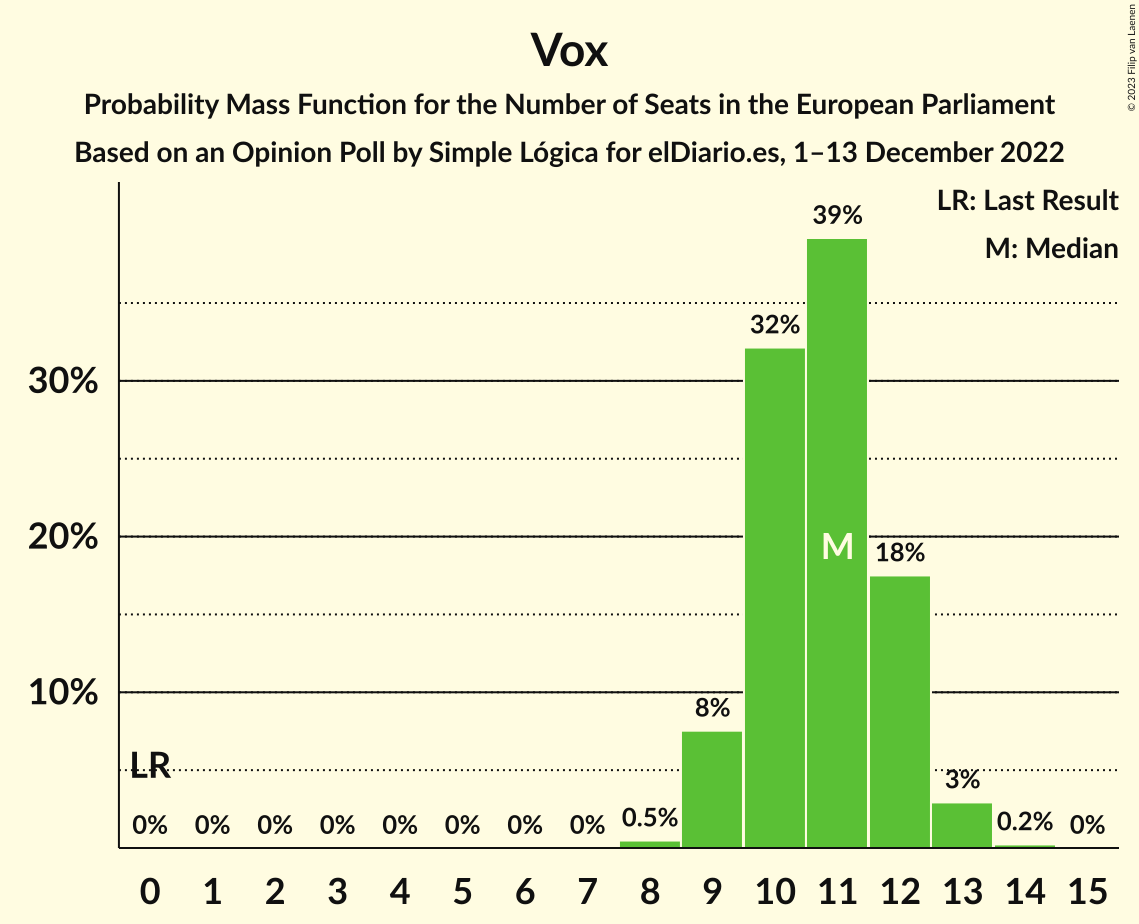 Vox
Probability Mass Function for the Number of Seats in the European Parliament
Based on an Opinion Poll by Simple Lógica for elDiario.es, 1–13 December 2022
© 2023 Filip van Laenen
LR: Last Result
M: Median
39%
32%
30%
20%
M
18%
10%
8%
LR
3%
0% 0% 0% 0% 0% 0% 0% 0% 0.5% 0.2% 0%
0 1 2 3 4 5 6 7 8 9 10 11 12 13 14 15